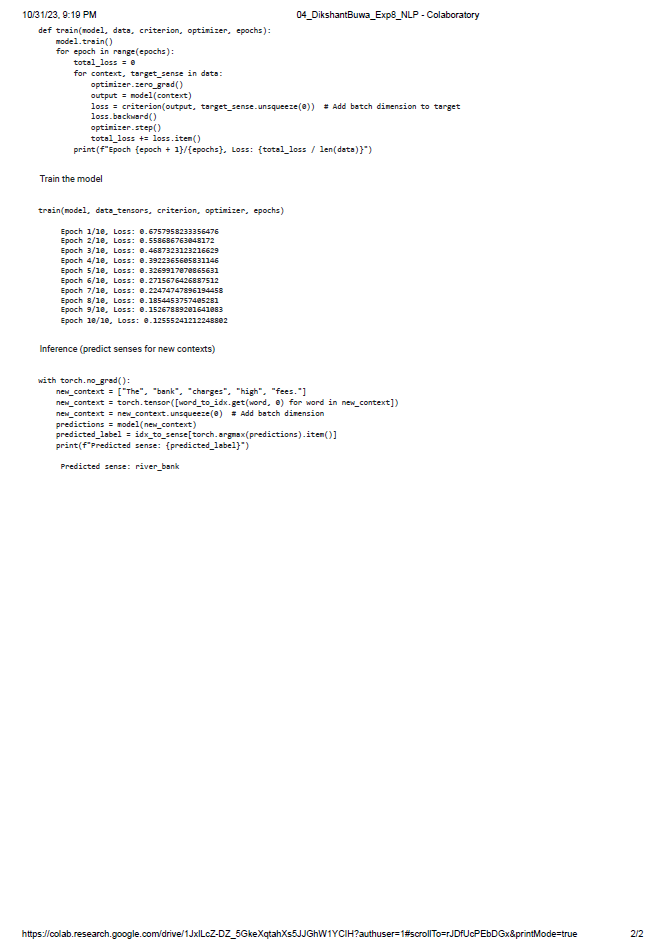 10/31/23, 9:19 PM 04_DikshantBuwa_Exp8_NLP - Colaboratory
def train(model, data, criterion, optimizer, epochs):
    model.train()
    for epoch in range(epochs):
        total_loss = 0
        for context, target_sense in data:
            optimizer.zero_grad()
            output = model(context)
            loss = criterion(output, target_sense.unsqueeze(0))  # Add batch dimension to target
            loss.backward()
            optimizer.step()
            total_loss += loss.item()
        print(f"Epoch {epoch + 1}/{epochs}, Loss: {total_loss / len(data)}")
Train the model
train(model, data_tensors, criterion, optimizer, epochs)
Epoch 1/10, Loss: 0.6757958233356476
Epoch 2/10, Loss: 0.558686763048172
Epoch 3/10, Loss: 0.4687323123216629
Epoch 4/10, Loss: 0.3922365605831146
Epoch 5/10, Loss: 0.3269917070865631
Epoch 6/10, Loss: 0.2715676426887512
Epoch 7/10, Loss: 0.22474747896194458
Epoch 8/10, Loss: 0.1854453757405281
Epoch 9/10, Loss: 0.15267889201641083
Epoch 10/10, Loss: 0.12555241212248802
Inference (predict senses for new contexts)
with torch.no_grad():
    new_context = ["The", "bank", "charges", "high", "fees."]
    new_context = torch.tensor([word_to_idx.get(word, 0) for word in new_context])
    new_context = new_context.unsqueeze(0)  # Add batch dimension
    predictions = model(new_context)
    predicted_label = idx_to_sense[torch.argmax(predictions).item()]
    print(f"Predicted sense: {predicted_label}")
Predicted sense: river_bank
https://colab.research.google.com/drive/1JxlLcZ-DZ_5GkeXqtahXs5JJGhW1YClH?authuser=1#scrollTo=rJDfUcPEbDGx&printMode=true 2/2